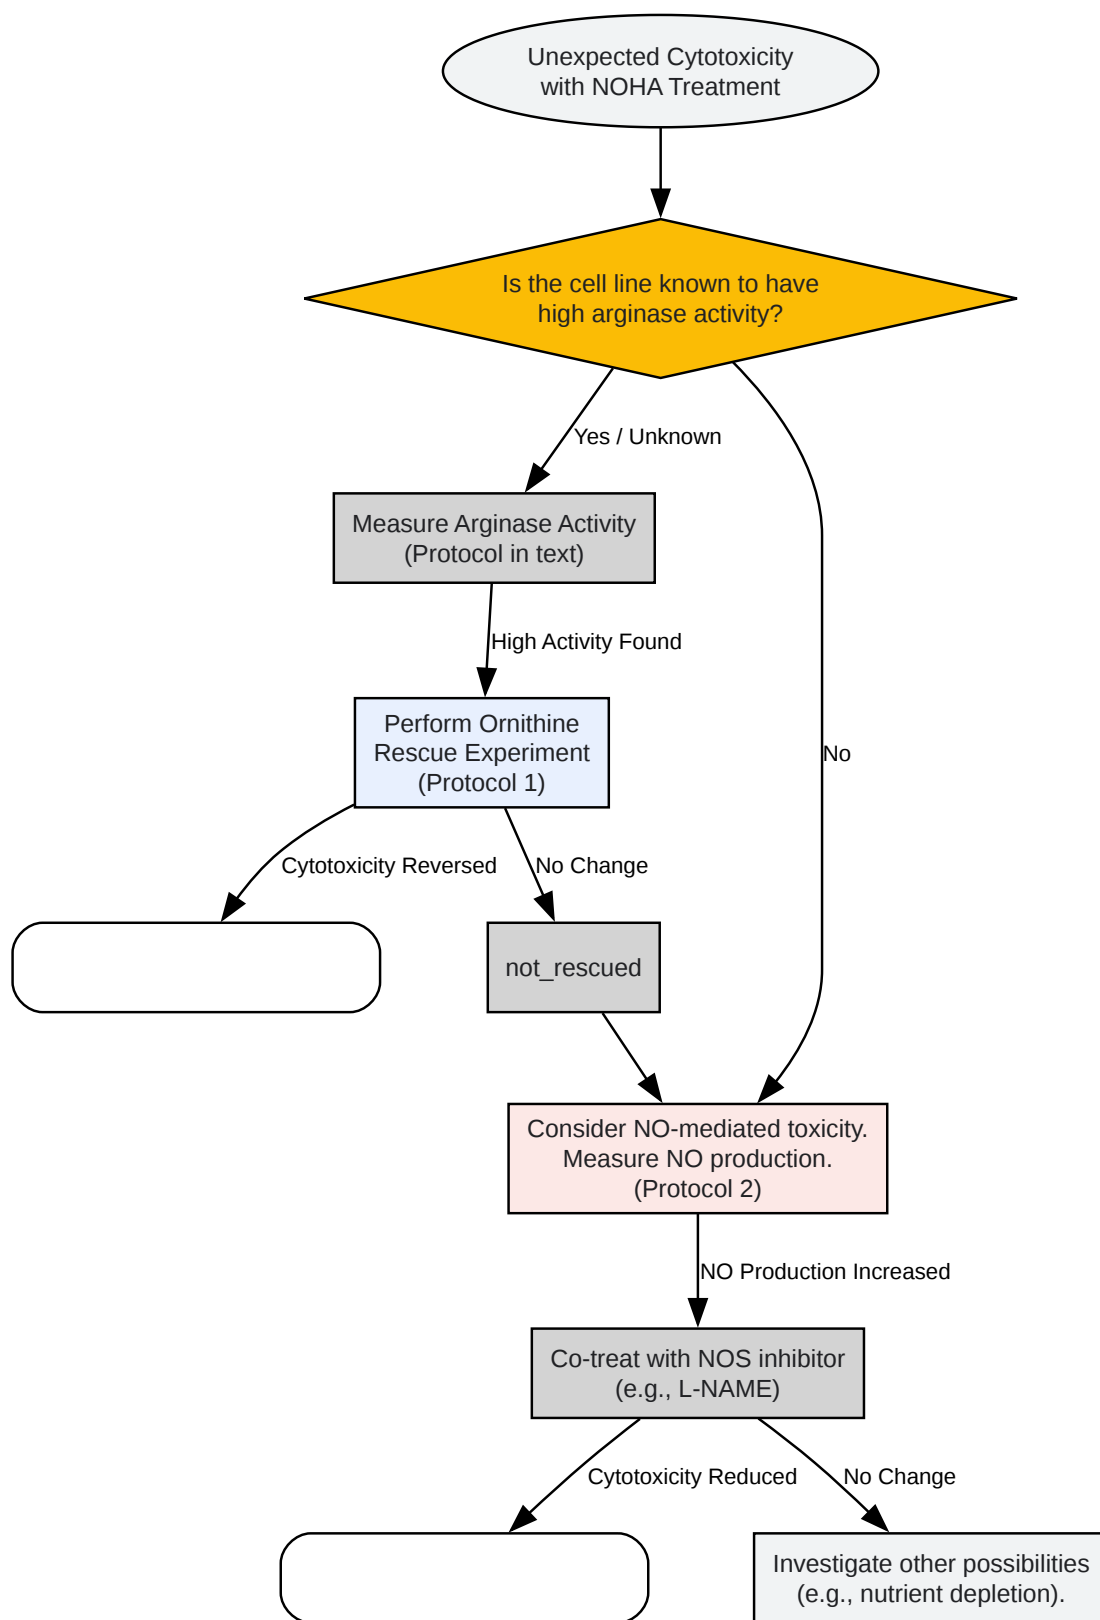 Unexpected Cytotoxicity
with NOHA Treatment
Is the cell line known to have
high arginase activity?
Yes / Unknown
Measure Arginase Activity
(Protocol in text)
High Activity Found
Perform Ornithine
Rescue Experiment
(Protocol 1)
No
Cytotoxicity Reversed
No Change
not_rescued
Consider NO-mediated toxicity.
Measure NO production.
(Protocol 2)
NO Production Increased
Co-treat with NOS inhibitor
(e.g., L-NAME)
Cytotoxicity Reduced
No Change
Investigate other possibilities
(e.g., nutrient depletion).